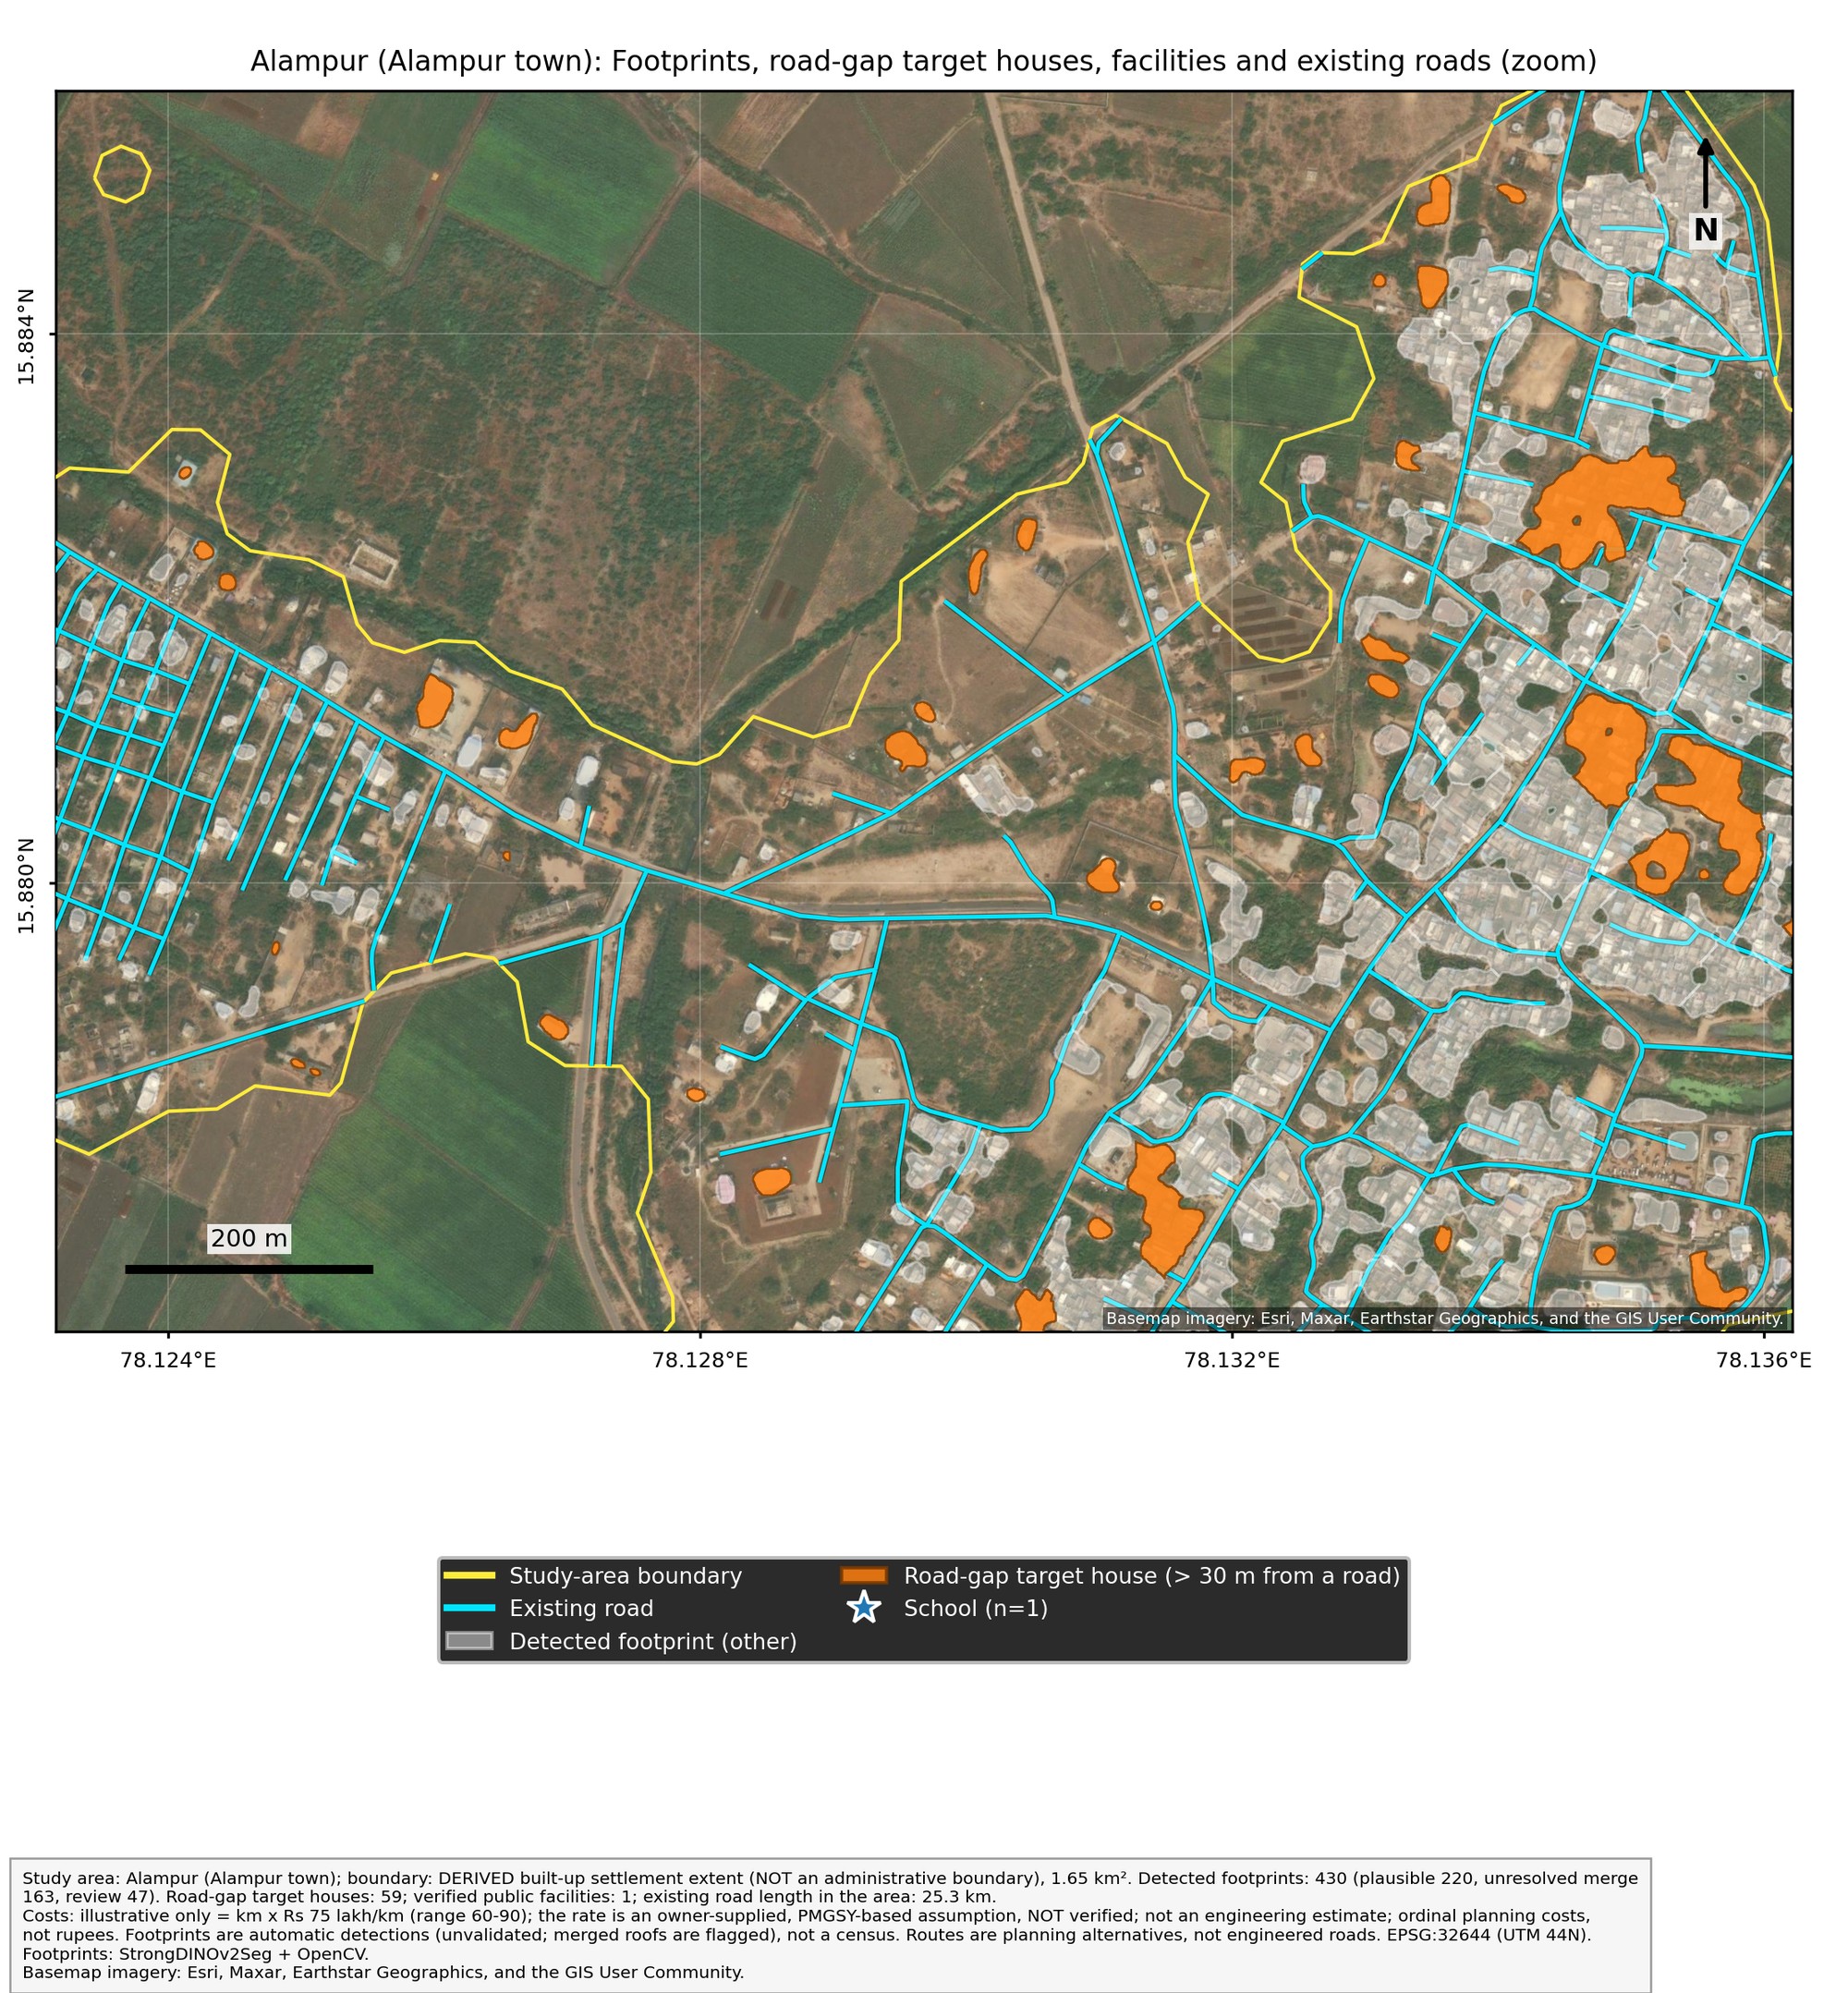 Alampur (Alampur town): Footprints, road-gap target houses, facilities and existing roads (zoom)
N
15.884°N
15.880°N
200 m
Basemap imagery: Esri, Maxar, Earthstar Geographics, and the GIS User Community.
78.124°E 78.128°E 78.132°E 78.136°E
Study-area boundary
Existing road
Detected footprint (other)
Road-gap target house (> 30 m from a road)
School (n=1)
Study area: Alampur (Alampur town); boundary: DERIVED built-up settlement extent (NOT an administrative boundary), 1.65 km². Detected footprints: 430 (plausible 220, unresolved merge
163, review 47). Road-gap target houses: 59; verified public facilities: 1; existing road length in the area: 25.3 km.
Costs: illustrative only = km x Rs 75 lakh/km (range 60-90); the rate is an owner-supplied, PMGSY-based assumption, NOT verified; not an engineering estimate; ordinal planning costs,
not rupees. Footprints are automatic detections (unvalidated; merged roofs are flagged), not a census. Routes are planning alternatives, not engineered roads. EPSG:32644 (UTM 44N).
Footprints: StrongDINOv2Seg + OpenCV.
Basemap imagery: Esri, Maxar, Earthstar Geographics, and the GIS User Community.